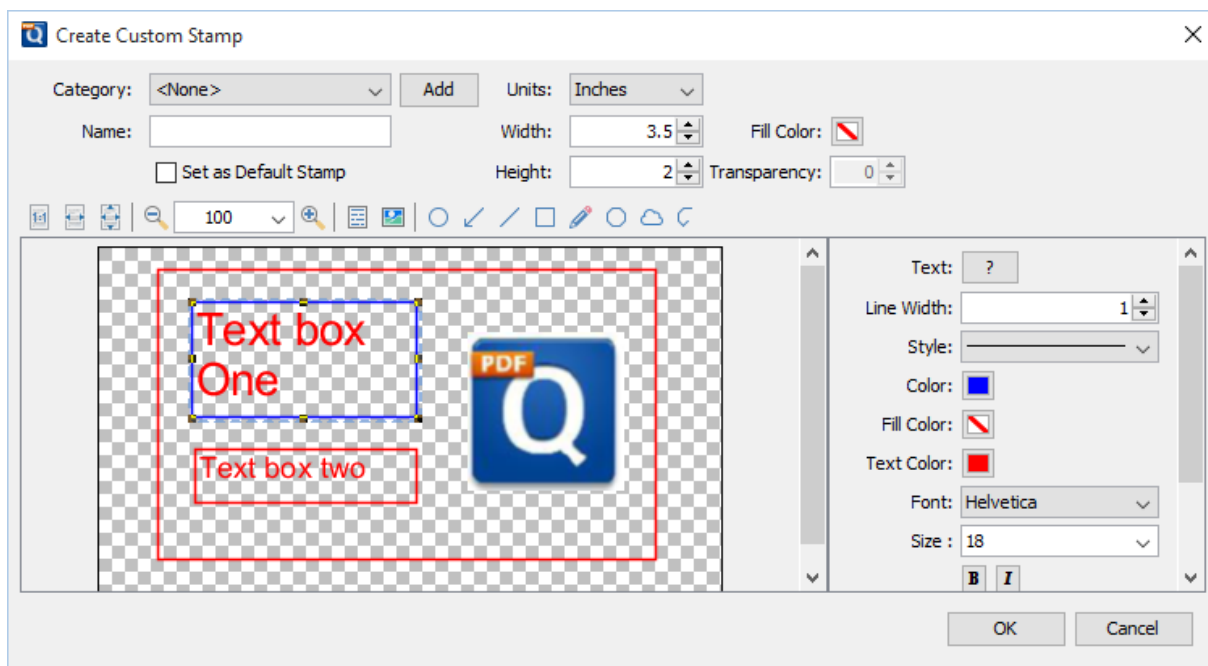 Create Custom Stamp
Category: <None> Add Units: Inches
Name: Width: 3.5 Fill Color:
Set as Default Stamp Height: 2 Transparency: 0
1:1 100
Text: ?
Line Width: 1
Style:
Color:
Fill Color:
Text Color:
Font: Helvetica
Size : 18
B I
Text box
One
PDF
Q
Text box two
OK Cancel